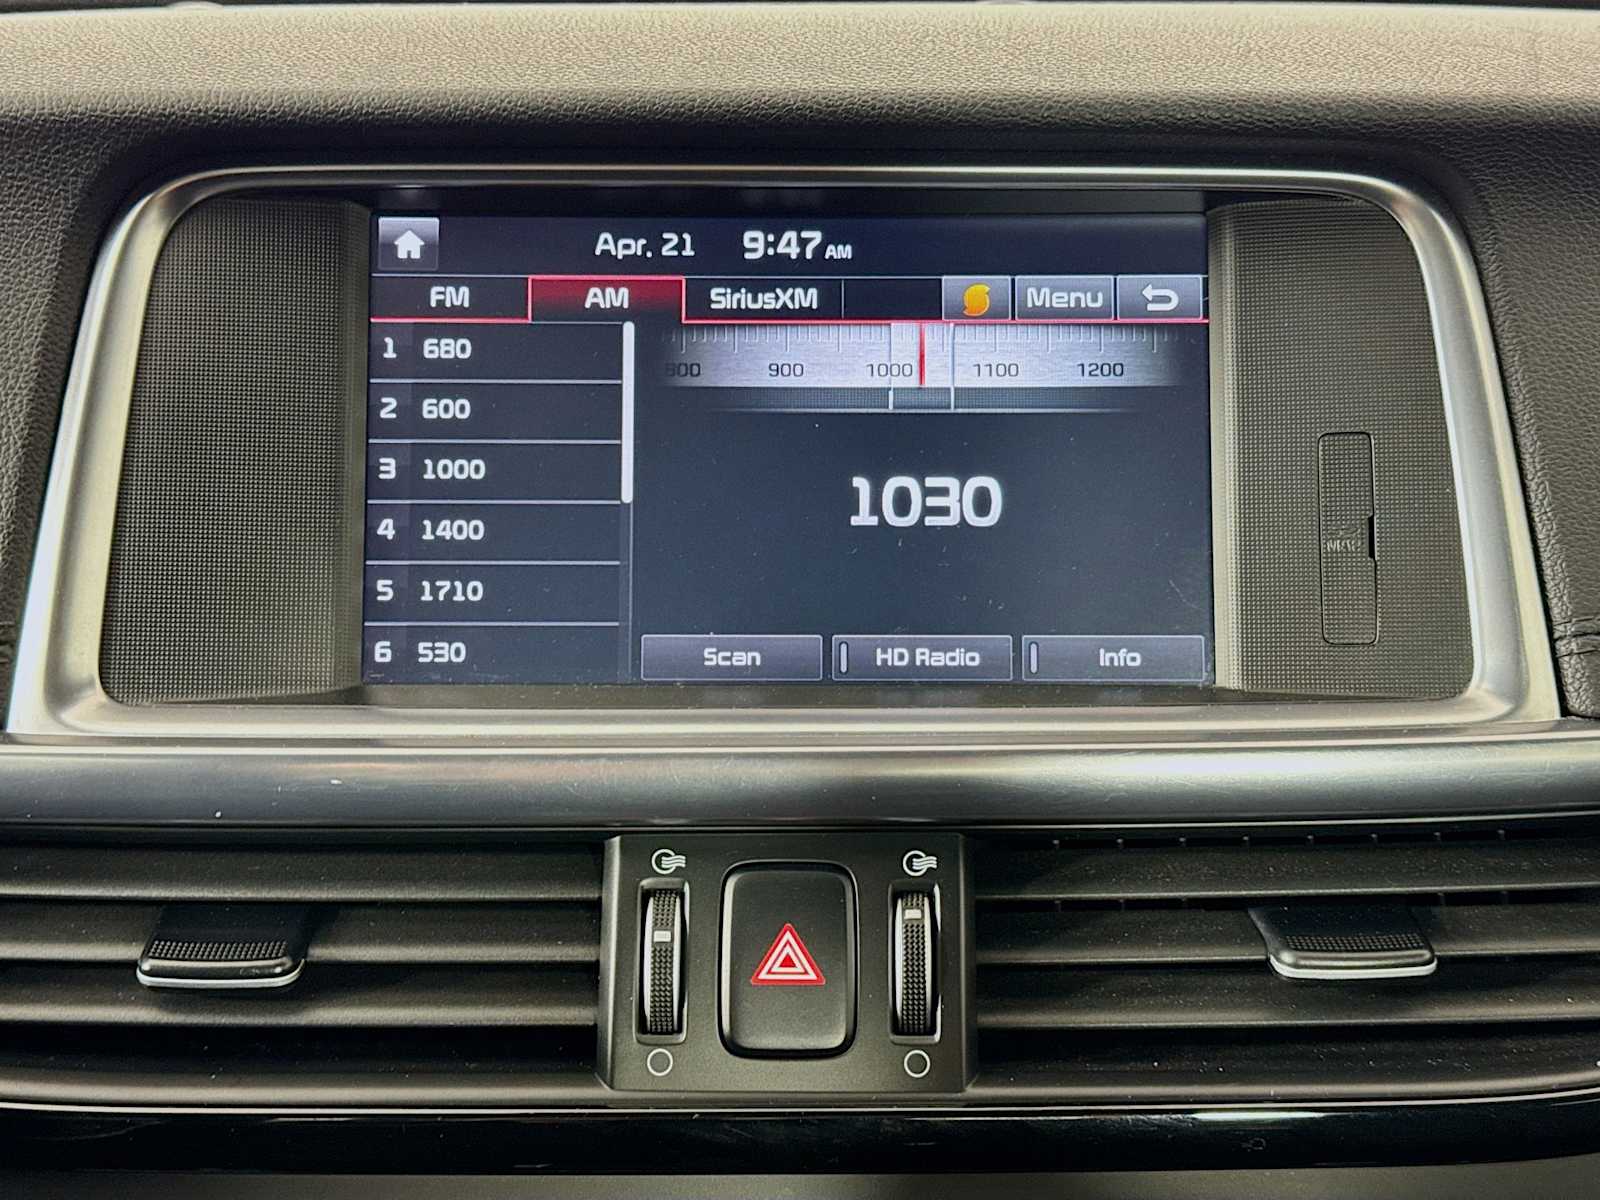 Apr. 21 9:47 AM
FM AM SiriusXM Menu
1 680
2 600
3 1000
4 1400
5 1710
6 530
800 900 1000 1100 1200
1030
Scan HD Radio Info